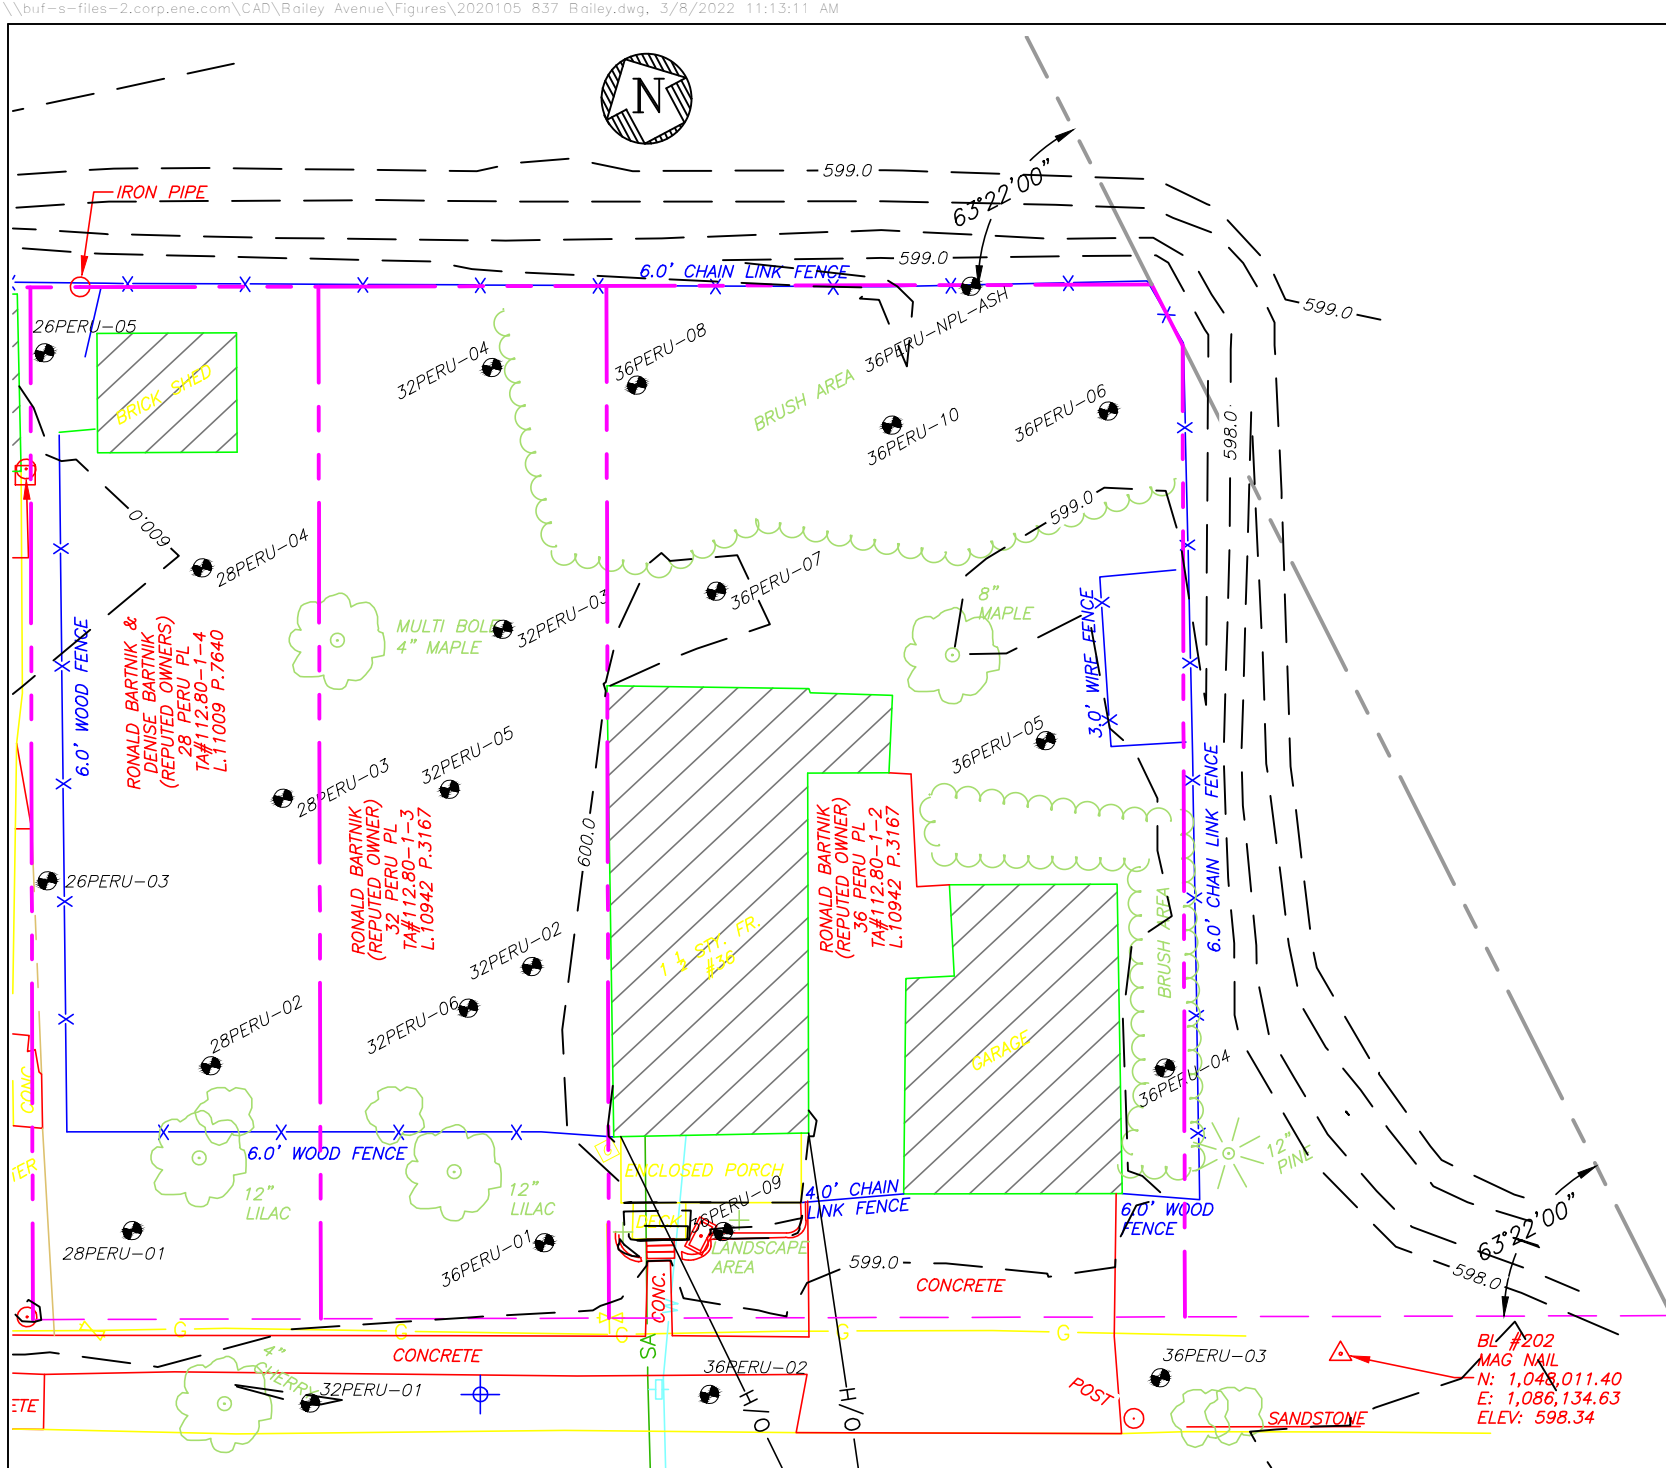 \\buf-s-files-2.corp.ene.com\CAD\Bailey Avenue\Figures\2020105 837 Bailey.dwg, 3/8/2022 11:13:11 AM
N
599.0
IRON PIPE
63°22'00"
599.0
6.0' CHAIN LINK FENCE
599.0
36PERU-NPL-ASH
26PERU-05
32PERU-04
36PERU-08
BRICK SHED
BRUSH AREA
36PERU-10
36PERU-06
598.0
600.0
599.0
28PERU-04
36PERU-07
32PERU-03
MULTI BOLE
4" MAPLE
8"
MAPLE
3.0' WIRE FENCE
6.0' WOOD FENCE
RONALD BARTNIK &
DENISE BARTNIK
(REPUTED OWNERS)
28 PERU PL
TA#112.80-1-4
L.11009 P.7640
36PERU-05
32PERU-05
28PERU-03
RONALD BARTNIK
(REPUTED OWNER)
32 PERU PL
TA#112.80-1-3
L.10942 P.3167
600.0
RONALD BARTNIK
(REPUTED OWNER)
36 PERU PL
TA#112.80-1-2
L.10942 P.3167
6.0' CHAIN LINK FENCE
26PERU-03
1 ½ STY. FR.
#36
32PERU-02
BRUSH AREA
28PERU-02
32PERU-06
GARAGE
36PERU-04
CONC.
6.0' WOOD FENCE
ENCLOSED PORCH
12"
PINE
12"
LILAC
12"
LILAC
4.0' CHAIN
LINK FENCE
6.0' WOOD
FENCE
36PERU-09
DECK
28PERU-01
36PERU-01
LANDSCAPE
AREA
63°22'00"
599.0
598.0
CONC.
CONCRETE
W
G
G
G
G
G
SA
CONCRETE
4"
CHERRY
32PERU-01
36PERU-02
36PERU-03
H/O
H/O
POST
SANDSTONE
BL #202
MAG NAIL
N: 1,048,011.40
E: 1,086,134.63
ELEV: 598.34